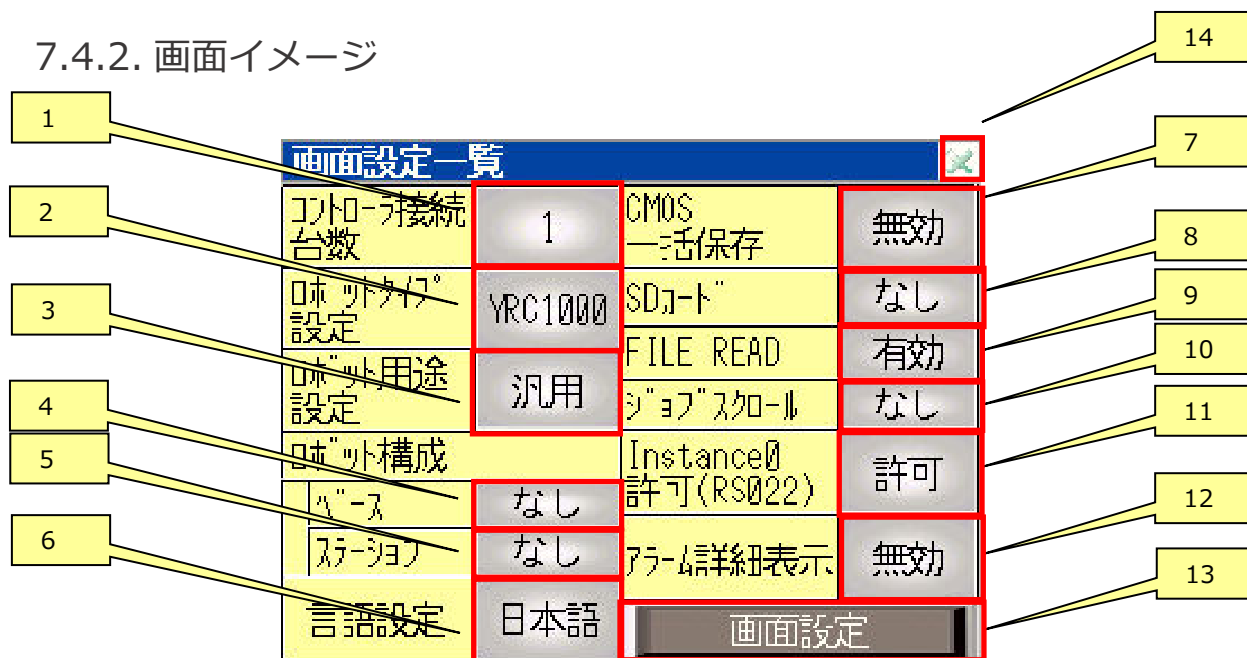 7.4.2. 画面イメージ
14
1
7
画面設定一覧
2
コントローラ接続
台数
1
CMOS
一括保存
無効
8
3
ロボットタイプ
設定
YRC1000
SDカード
なし
9
FILE READ
有効
10
4
ロボット用途
設定
汎用
ジョブスクロール
なし
11
5
ロボット構成
Instance0
許可(RS022)
許可
ベース
なし
12
6
ステーション
なし
アラーム詳細表示
無効
13
言語設定
日本語
画面設定